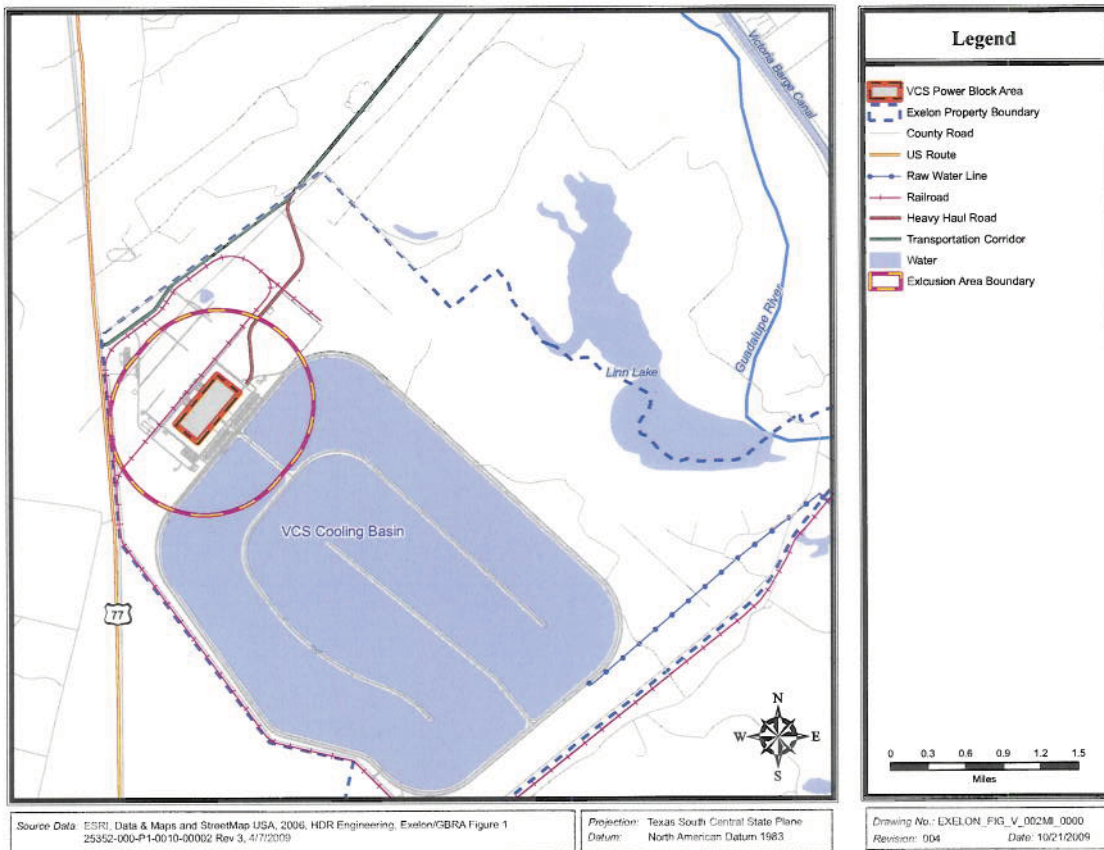 Victoria Barge Canal
Guadalupe River
Linn Lake
VCS Cooling Basin
77
N
W E
S
Legend
VCS Power Block Area
Exelon Property Boundary
County Road
US Route
Raw Water Line
Railroad
Heavy Haul Road
Transportation Corridor
Water
Exlcusion Area Boundary
0 0.3 0.6 0.9 1.2 1.5
Miles
Source Data: ESRI, Data & Maps and StreetMap USA, 2006, HDR Engineering, Exelon/GBRA Figure 1
25352-000-P1-0010-00002 Rev 3, 4/7/2009
Projection: Texas South Central State Plane
Datum: North American Datum 1983
Drawing No.: EXELON_FIG_V_002MI_0000
Revision: 004 Date: 10/21/2009